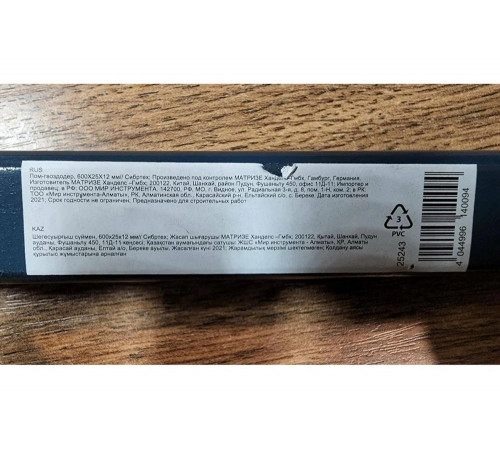 RUS
Лом-гвоздодер, 600Х25Х12 мм// Сибртех; Произведено под контролем МАТРИЗЕ Хандельс-Гмбх, Гамбург, Германия.
Изготовитель МАТРИЗЕ Хандельс -Гмбх; 200122, Китай, Шанхай, район Пудун, Фушаньлу 450, офис 11Д-11; Импортер и
продавец: в РФ: ООО МИР ИНСТРУМЕНТА, 142700, РФ, МО, г. Видное, ул. Радиальная 3-я, д. 8, пом. 1-Н, ком. 2; в РК:
ТОО «Мир инструмента-Алматы», РК, Алматинская обл., Карасайский р-н, Ельтайский с/о, с. Береке. Дата изготовления:
2021; Срок годности не ограничен. Предназначено для строительных работ
KAZ
Шегесуырғыш сүймен, 600х25х12 мм// Сибртех; Жасап шығарушы МАТРИЗЕ Хандельс -Гмбх; 200122, Қытай, Шанхай, Пудун
ауданы, Фушаньлу 450, 11Д-11 кеңсесі; Қазақстан аумағындағы сатушы: ЖШС «Мир инструмента - Алматы», ҚР, Алматы
обл., Қарасай ауданы, Елтай а/о, Береке ауылы; Жасалған күні 2021; Жарамдылық мерзімі шектелмеген; Қолдану аясы
құрылыс жұмыстарына арналған
3
PVC
25243
4 044996 140094